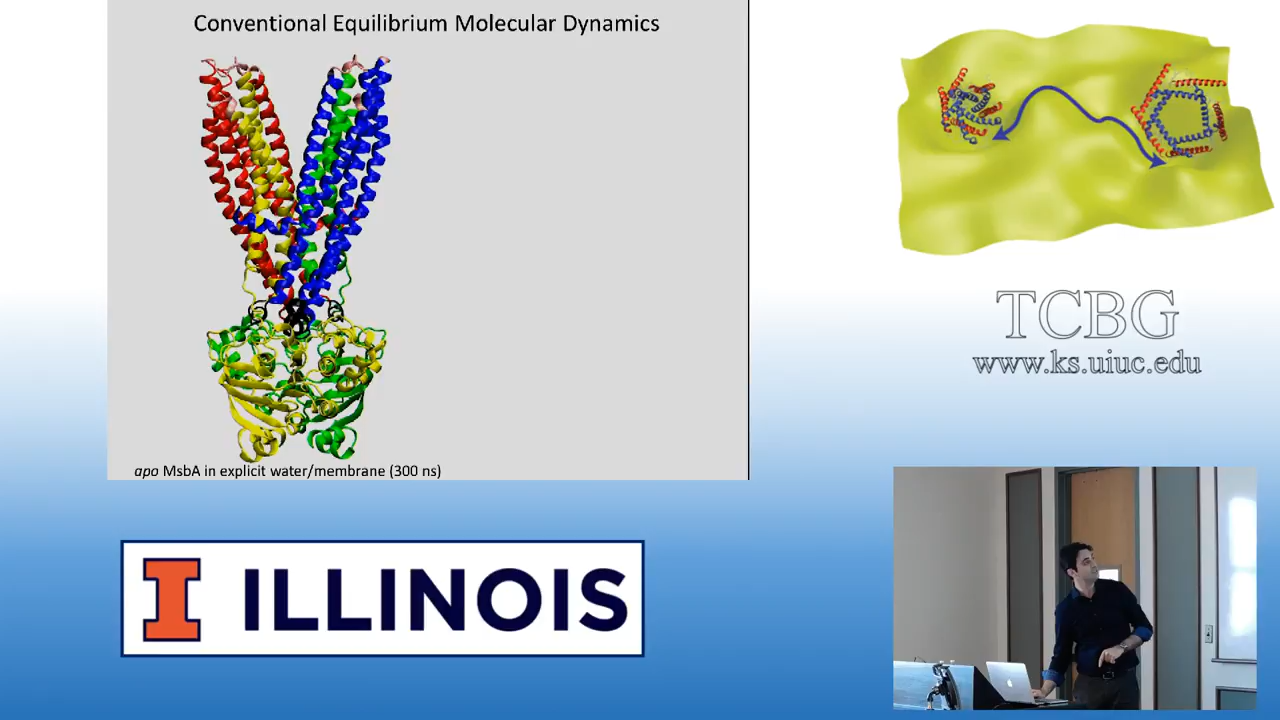 Conventional Equilibrium Molecular Dynamics
apo MsbA in explicit water/membrane (300 ns)
TCBG
www.ks.uiuc.edu
I ILLINOIS